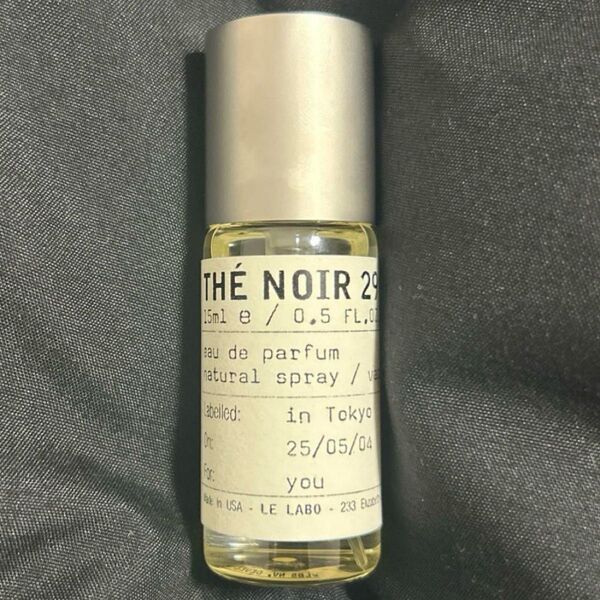 THÉ NOIR 29
15ml e / 0.5 FL.O
eau de parfum
natural spray /
Labelled: in Tokyo
On: 25/05/04
For: you
Made in USA - LE LABO - 233 Elizabeth